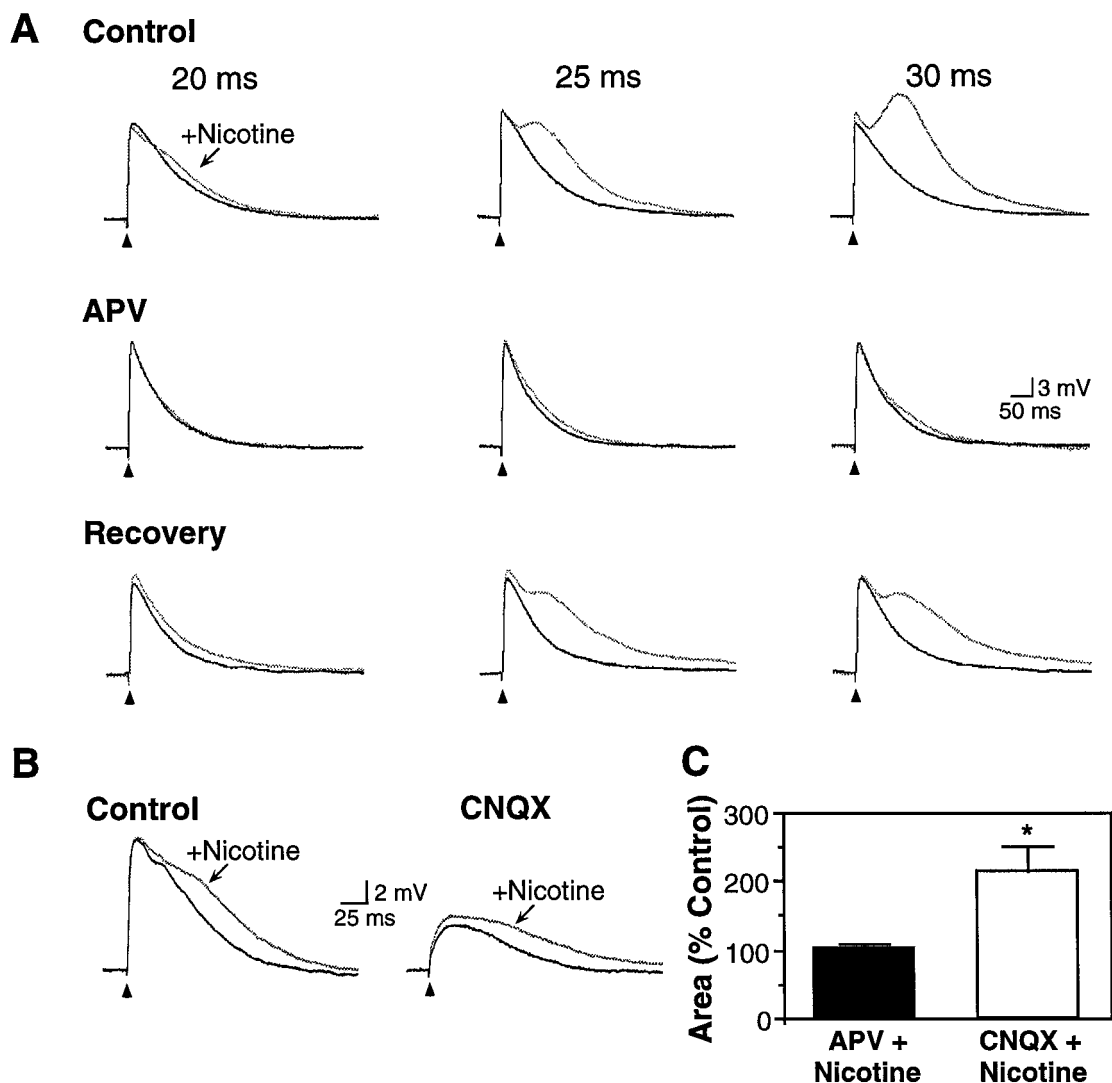 A Control
20 ms 25 ms 30 ms
+Nicotine
APV
3 mV
50 ms
Recovery
B
Control CNQX
+Nicotine
2 mV
25 ms
+Nicotine
C
Area (% Control)
300
200
100
0
*
APV + Nicotine
CNQX + Nicotine